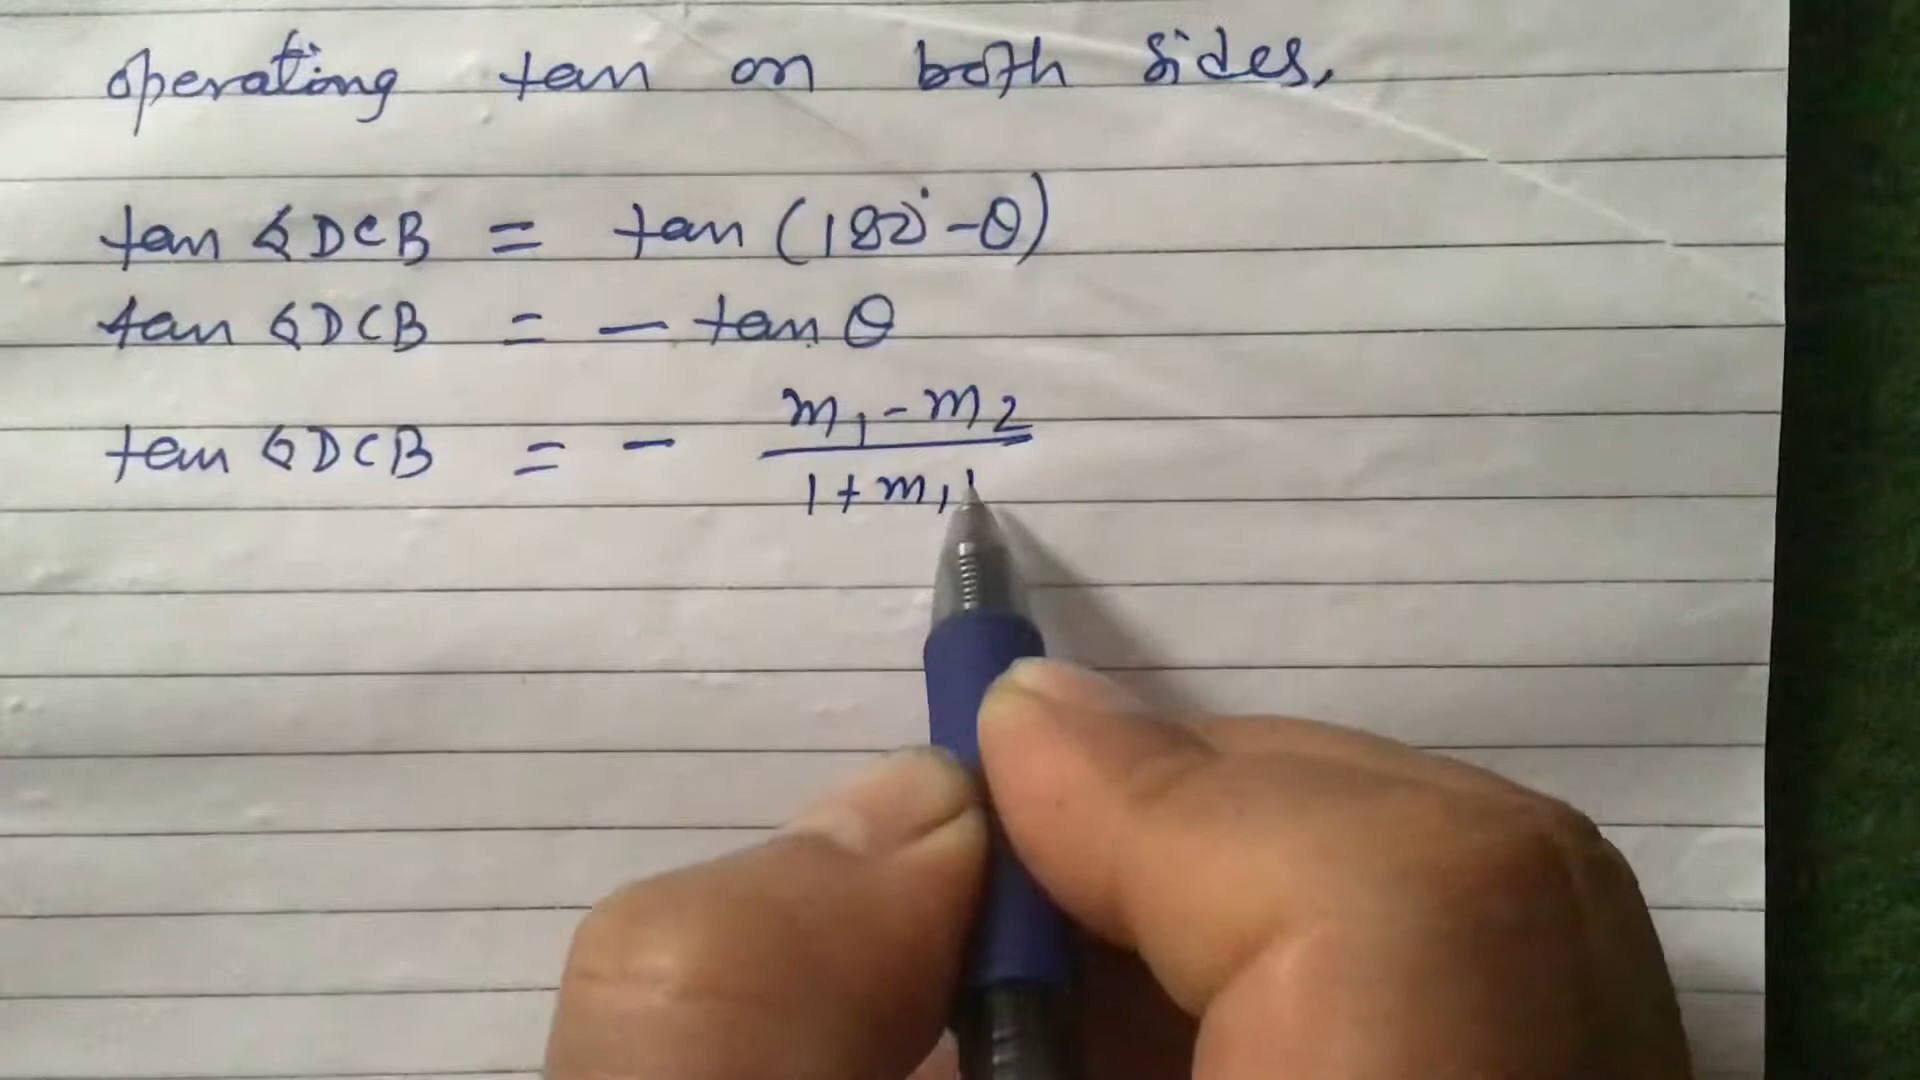 operating tan on both sides,
tan ∢DCB = tan (180° - θ)
tan ∢DCB = - tan θ
tan ∢DCB = - m₁ - m₂
1 + m₁